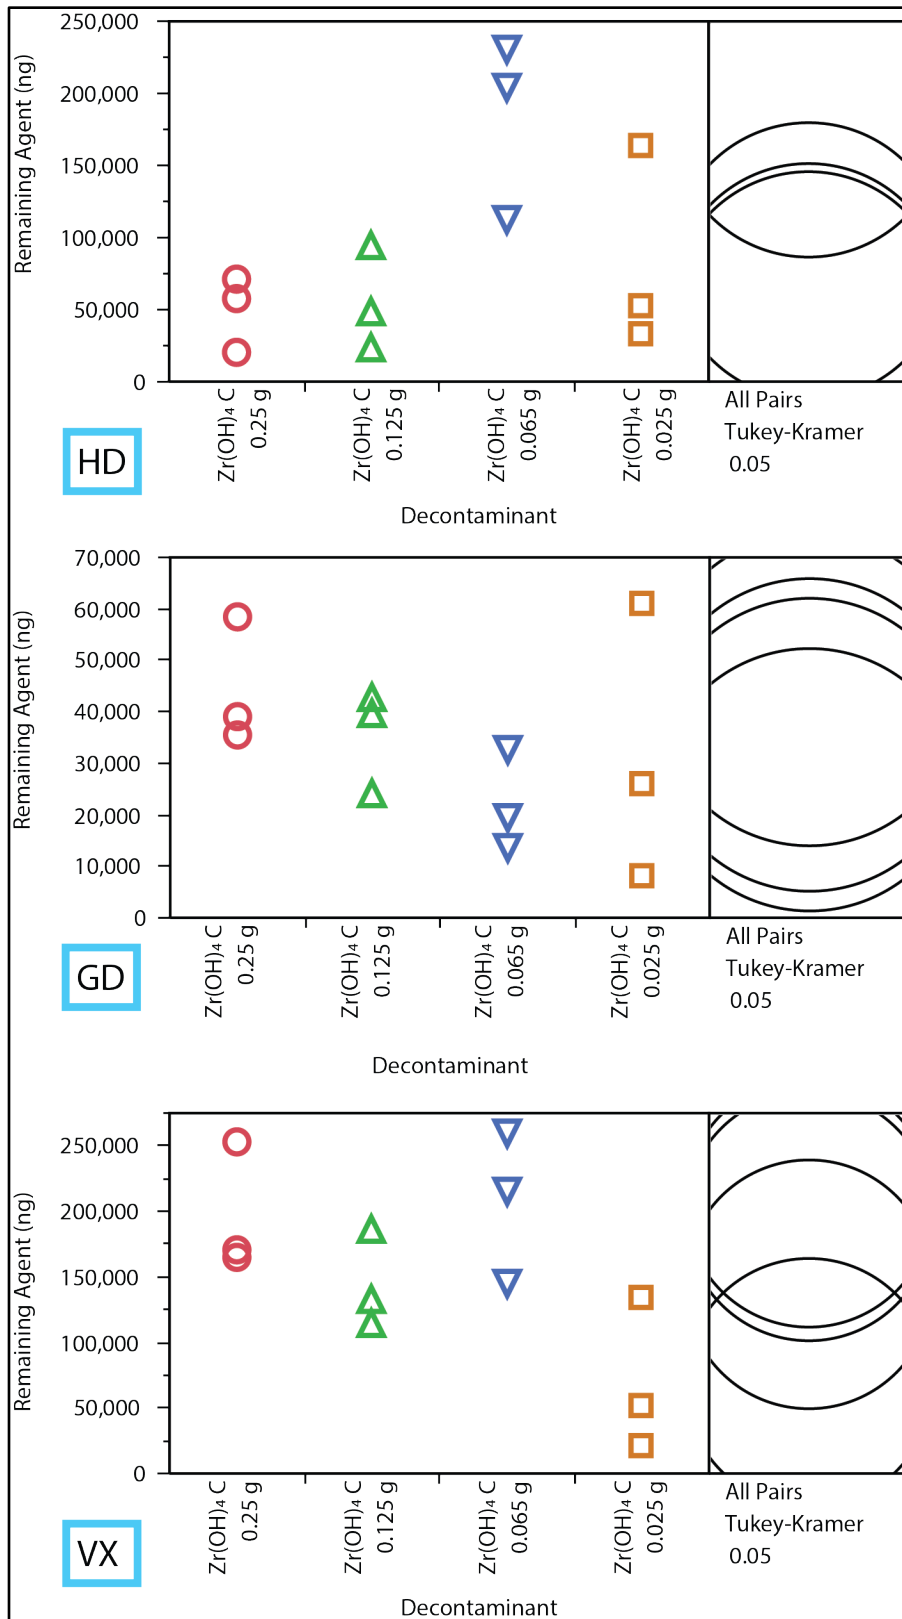 Remaining Agent (ng)
250,000
200,000
150,000
100,000
50,000
0
Zr(OH)₄ C
0.25 g
Zr(OH)₄ C
0.125 g
Zr(OH)₄ C
0.065 g
Zr(OH)₄ C
0.025 g
All Pairs
Tukey-Kramer
0.05
HD
Decontaminant
Remaining Agent (ng)
70,000
60,000
50,000
40,000
30,000
20,000
10,000
0
Zr(OH)₄ C
0.25 g
Zr(OH)₄ C
0.125 g
Zr(OH)₄ C
0.065 g
Zr(OH)₄ C
0.025 g
All Pairs
Tukey-Kramer
0.05
GD
Decontaminant
Remaining Agent (ng)
250,000
200,000
150,000
100,000
50,000
0
Zr(OH)₄ C
0.25 g
Zr(OH)₄ C
0.125 g
Zr(OH)₄ C
0.065 g
Zr(OH)₄ C
0.025 g
All Pairs
Tukey-Kramer
0.05
VX
Decontaminant